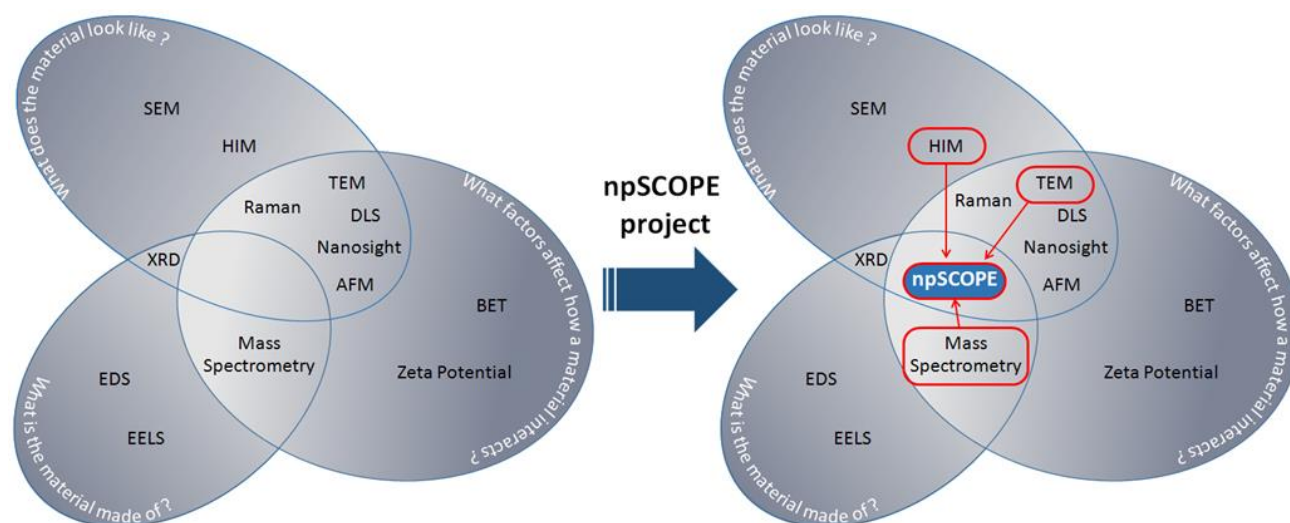 What does the material look like ?
SEM
HIM
TEM
Raman
DLS
Nanosight
XRD
AFM
BET
Mass
Spectrometry
EDS
Zeta Potential
EELS
What is the material made of ?
What factors affect how a material interacts ?
npSCOPE
project
What does the material look like ?
SEM
HIM
TEM
Raman
DLS
Nanosight
XRD
npSCOPE
AFM
BET
Mass
Spectrometry
EDS
Zeta Potential
EELS
What is the material made of ?
What factors affect how a material interacts ?